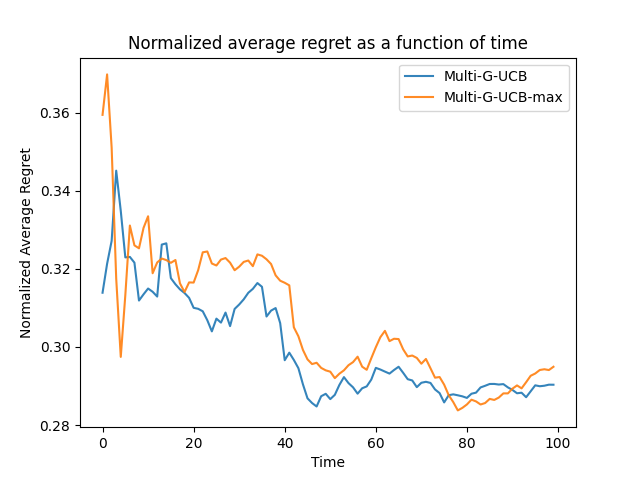 Normalized average regret as a function of time
Multi-G-UCB
Multi-G-UCB-max
Normalized Average Regret
0.36
0.34
0.32
0.30
0.28
0
20
40
60
80
100
Time